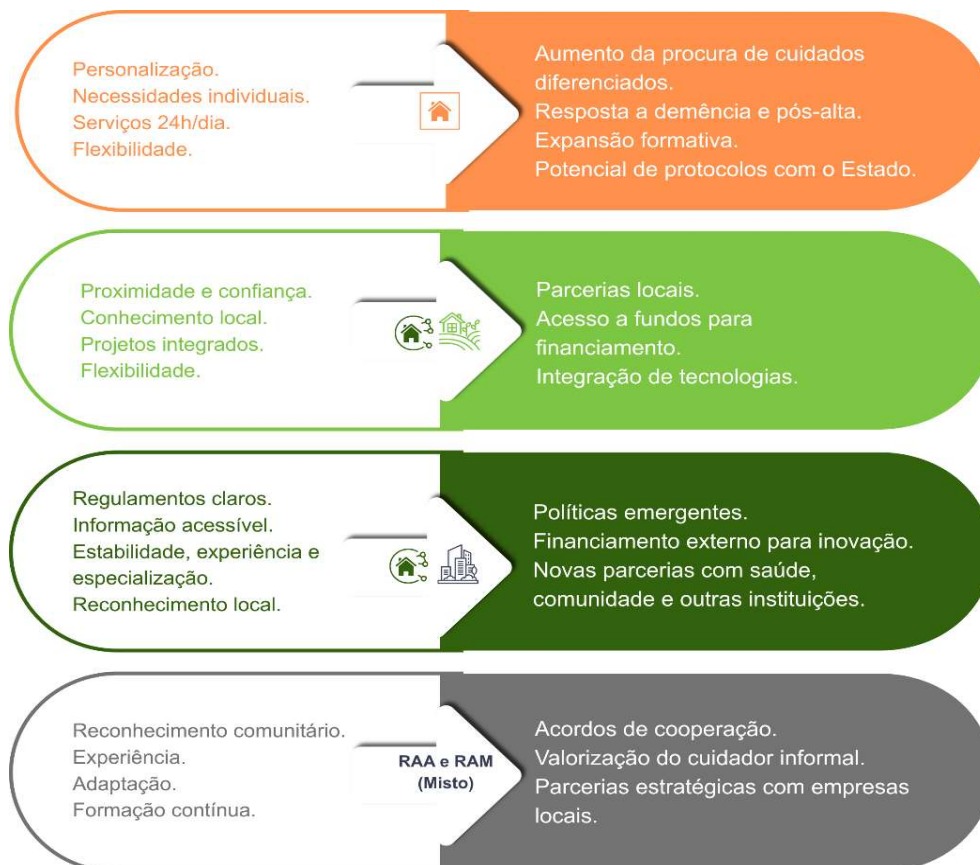 Personalização.
Necessidades individuais.
Serviços 24h/dia.
Flexibilidade.
Aumento da procura de cuidados
diferenciados.
Resposta a demência e pós-alta.
Expansão formativa.
Potencial de protocolos com o Estado.
Proximidade e confiança.
Conhecimento local.
Projetos integrados.
Flexibilidade.
Parcerias locais.
Acesso a fundos para
financiamento.
Integração de tecnologias.
Regulamentos claros.
Informação acessível.
Estabilidade, experiência e
especialização.
Reconhecimento local.
Políticas emergentes.
Financiamento externo para inovação.
Novas parcerias com saúde,
comunidade e outras instituições.
Reconhecimento comunitário.
Experiência.
Adaptação.
Formação contínua.
RAA e RAM
(Misto)
Acordos de cooperação.
Valorização do cuidador informal.
Parcerias estratégicas com empresas
locais.